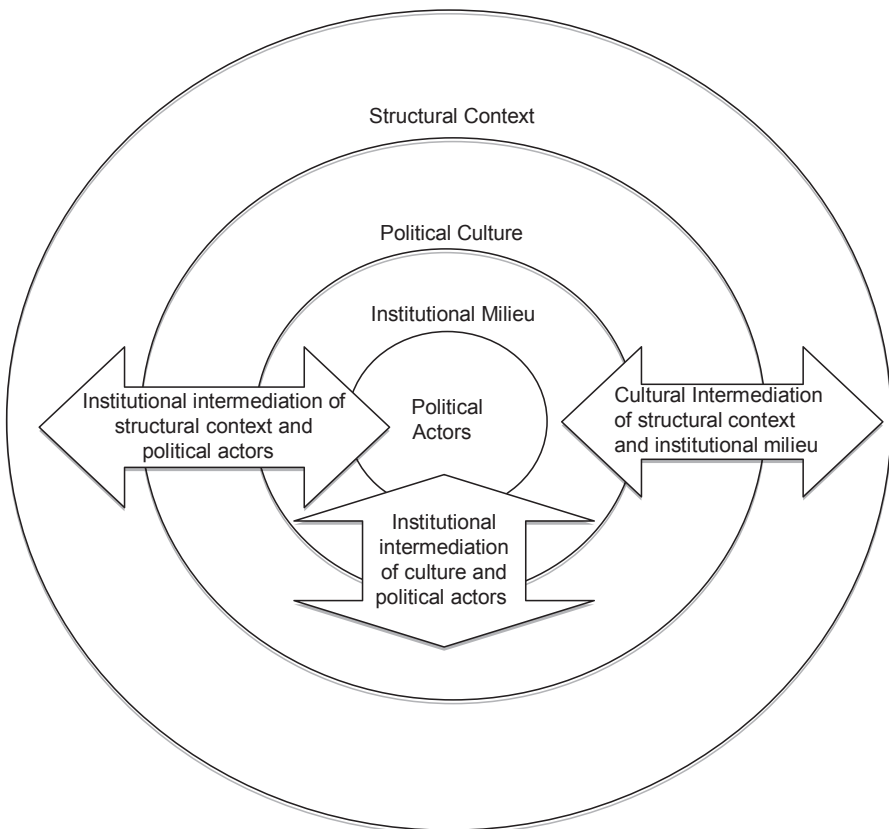 Structural Context
Political Culture
Institutional Milieu
Political
Actors
Institutional intermediation of
structural context and
political actors
Cultural Intermediation
of structural context
and institutional milieu
Institutional
intermediation
of culture and
political actors